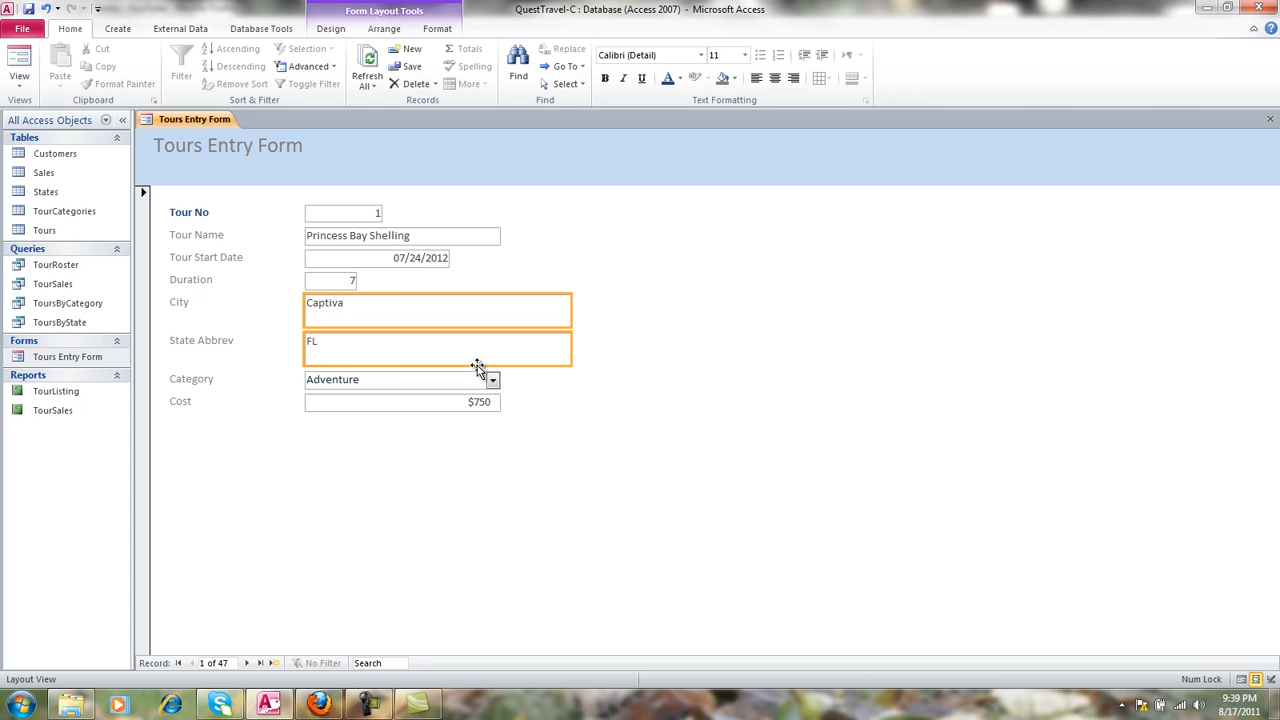 Form Layout Tools
QuestTravel-C : Database (Access 2007) - Microsoft Access
File Home Create External Data Database Tools Design Arrange Format
View
Views
Paste
Cut
Copy
Format Painter
Clipboard
Filter
Ascending
Descending
Remove Sort
Selection
Advanced
Toggle Filter
Sort & Filter
Refresh
All
New
Save
Delete
Totals
Spelling
More
Records
Find
Replace
Go To
Select
Find
Calibri (Detail) 11
B I U A
Text Formatting
All Access Objects
Tables
Customers
Sales
States
TourCategories
Tours
Queries
TourRoster
TourSales
ToursByCategory
ToursByState
Forms
Tours Entry Form
Reports
TourListing
TourSales
Tours Entry Form
Tours Entry Form
Tour No 1
Tour Name Princess Bay Shelling
Tour Start Date 07/24/2012
Duration 7
City Captiva
State Abbrev FL
Category Adventure
Cost $750
Record: 1 of 47 No Filter Search
Layout View Num Lock
9:39 PM
8/17/2011